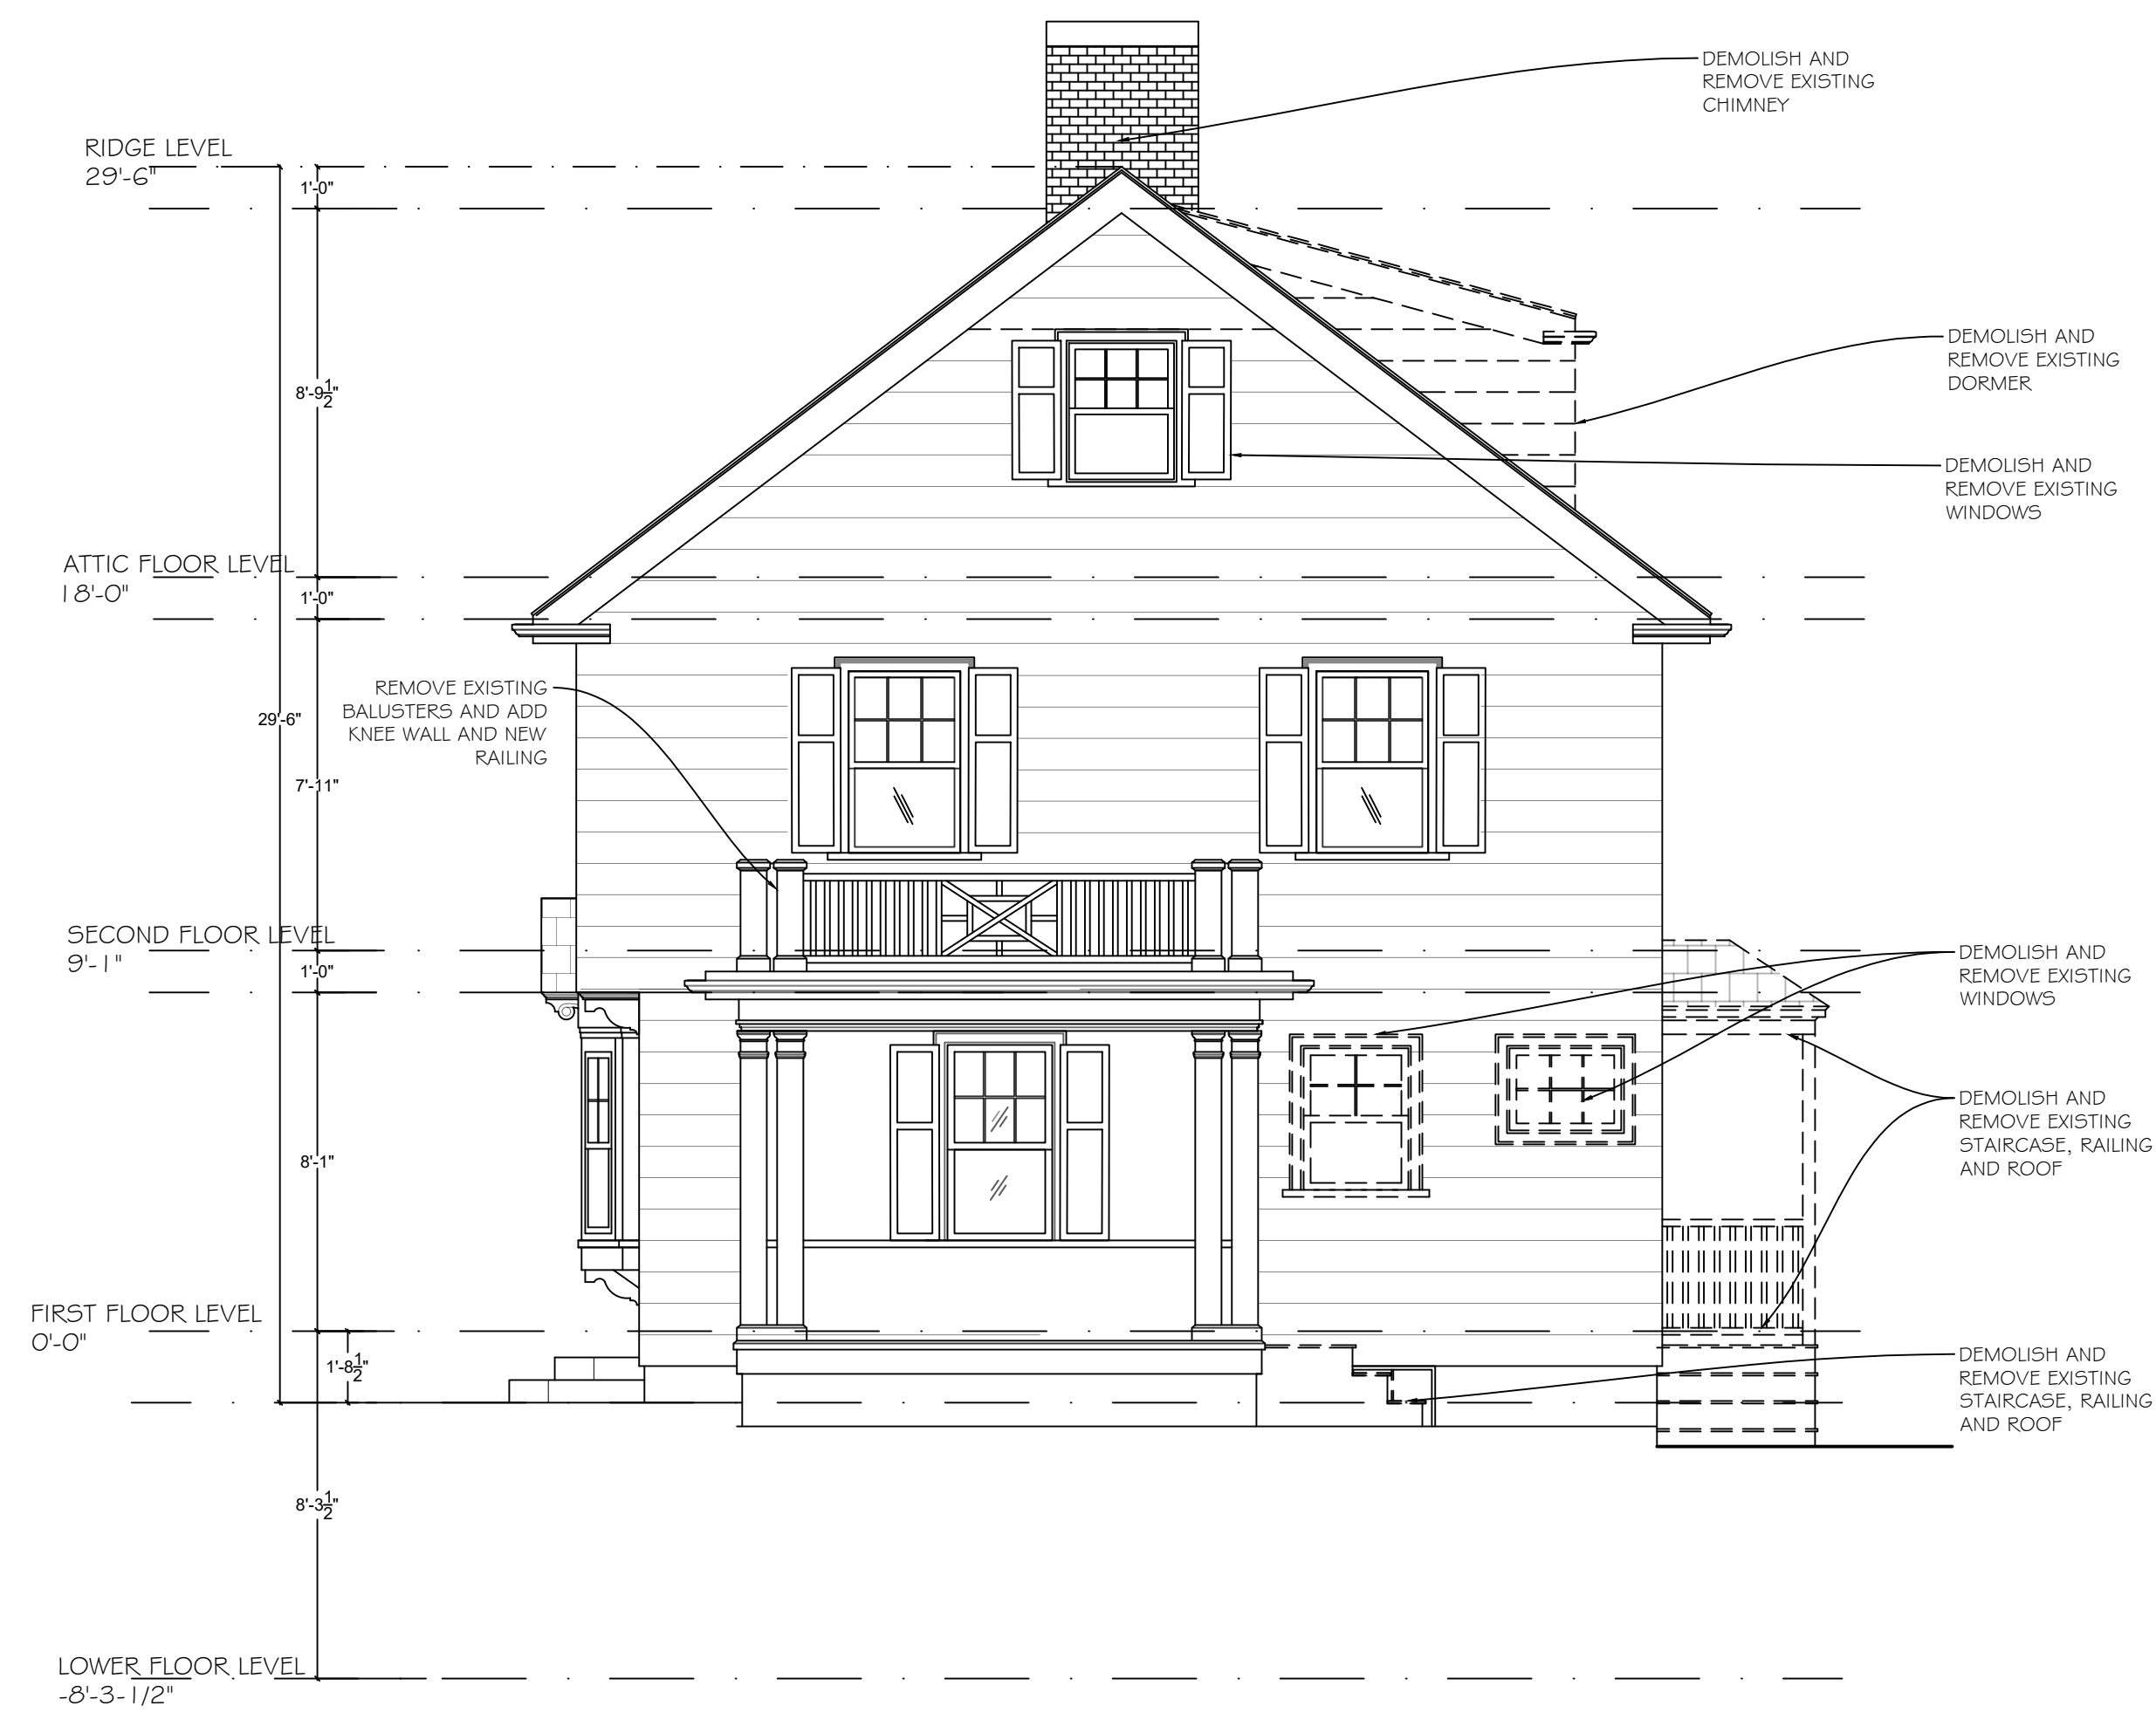 DEMOLISH AND
REMOVE EXISTING
CHIMNEY
RIDGE LEVEL
29'-6"
1'-0"
DEMOLISH AND
REMOVE EXISTING
DORMER
8'-9 1/2"
DEMOLISH AND
REMOVE EXISTING
WINDOWS
ATTIC FLOOR LEVEL
18'-0"
1'-0"
REMOVE EXISTING
BALUSTERS AND ADD
KNEE WALL AND NEW
RAILING
29'-6"
7'-11"
SECOND FLOOR LEVEL
9'-1"
1'-0"
DEMOLISH AND
REMOVE EXISTING
WINDOWS
DEMOLISH AND
REMOVE EXISTING
STAIRCASE, RAILING
AND ROOF
8'-1"
FIRST FLOOR LEVEL
0'-0"
1'-8 1/2"
DEMOLISH AND
REMOVE EXISTING
STAIRCASE, RAILING
AND ROOF
8'-3 1/2"
LOWER FLOOR LEVEL
-8'-3-1/2"